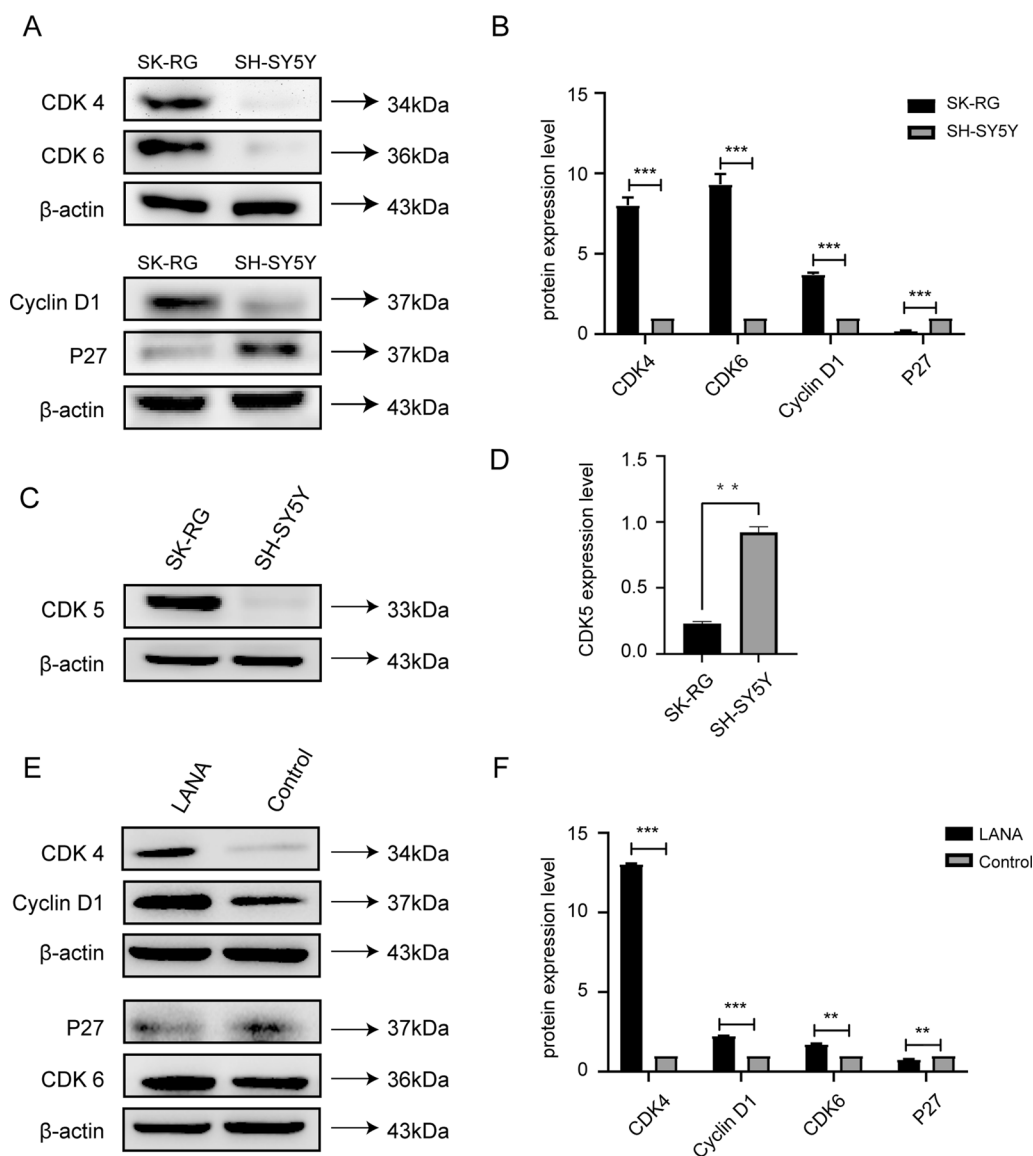 A
SK-RG SH-SY5Y
CDK 4 34kDa
CDK 6 36kDa
β-actin 43kDa
SK-RG SH-SY5Y
Cyclin D1 37kDa
P27 37kDa
β-actin 43kDa
B
protein expression level
15
10
5
0
SK-RG
SH-SY5Y
*** *** *** ***
CDK4 CDK6 Cyclin D1 P27
C
SK-RG SH-SY5Y
CDK 5 33kDa
β-actin 43kDa
D
CDK5 expression level
1.5
1.0
0.5
0.0
**
SK-RG SH-SY5Y
E
LANA Control
CDK 4 34kDa
Cyclin D1 37kDa
β-actin 43kDa
P27 37kDa
CDK 6 36kDa
β-actin 43kDa
F
protein expression level
15
10
5
0
LANA
Control
*** *** ** **
CDK4 Cyclin D1 CDK6 P27